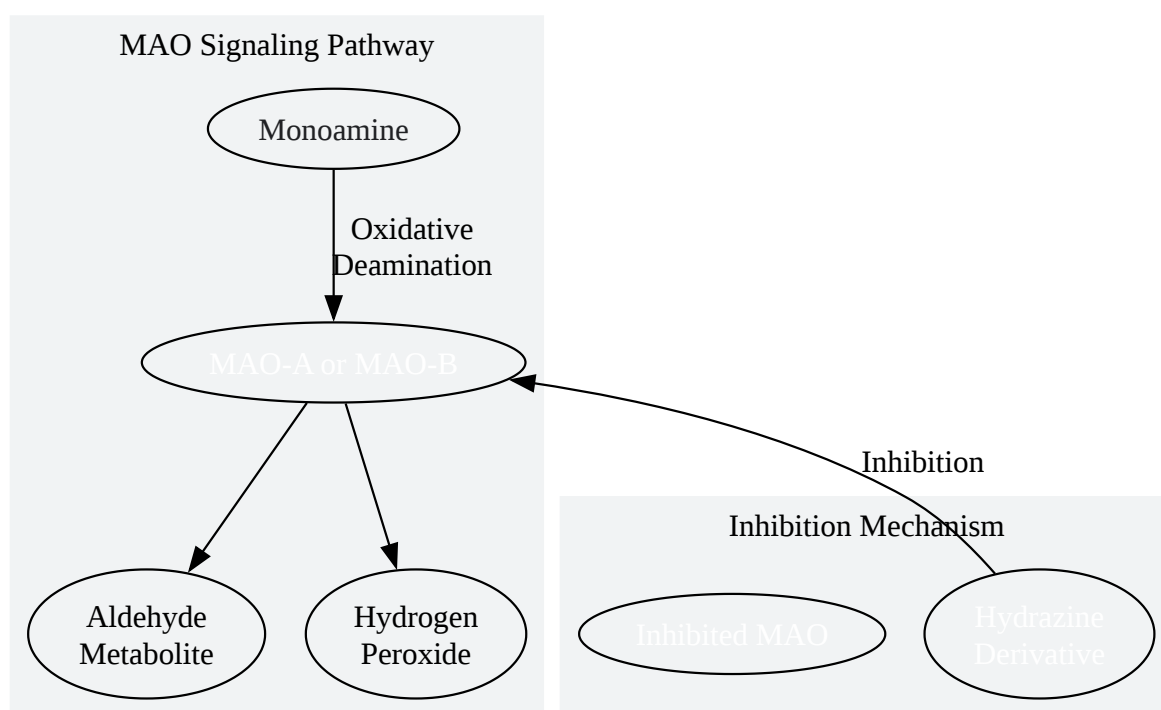 MAO Signaling Pathway
Monoamine
Oxidative
Deamination
MAO-A or MAO-B
Aldehyde
Metabolite
Hydrogen
Peroxide
Inhibition
Inhibition Mechanism
Inhibited MAO
Hydrazine
Derivative